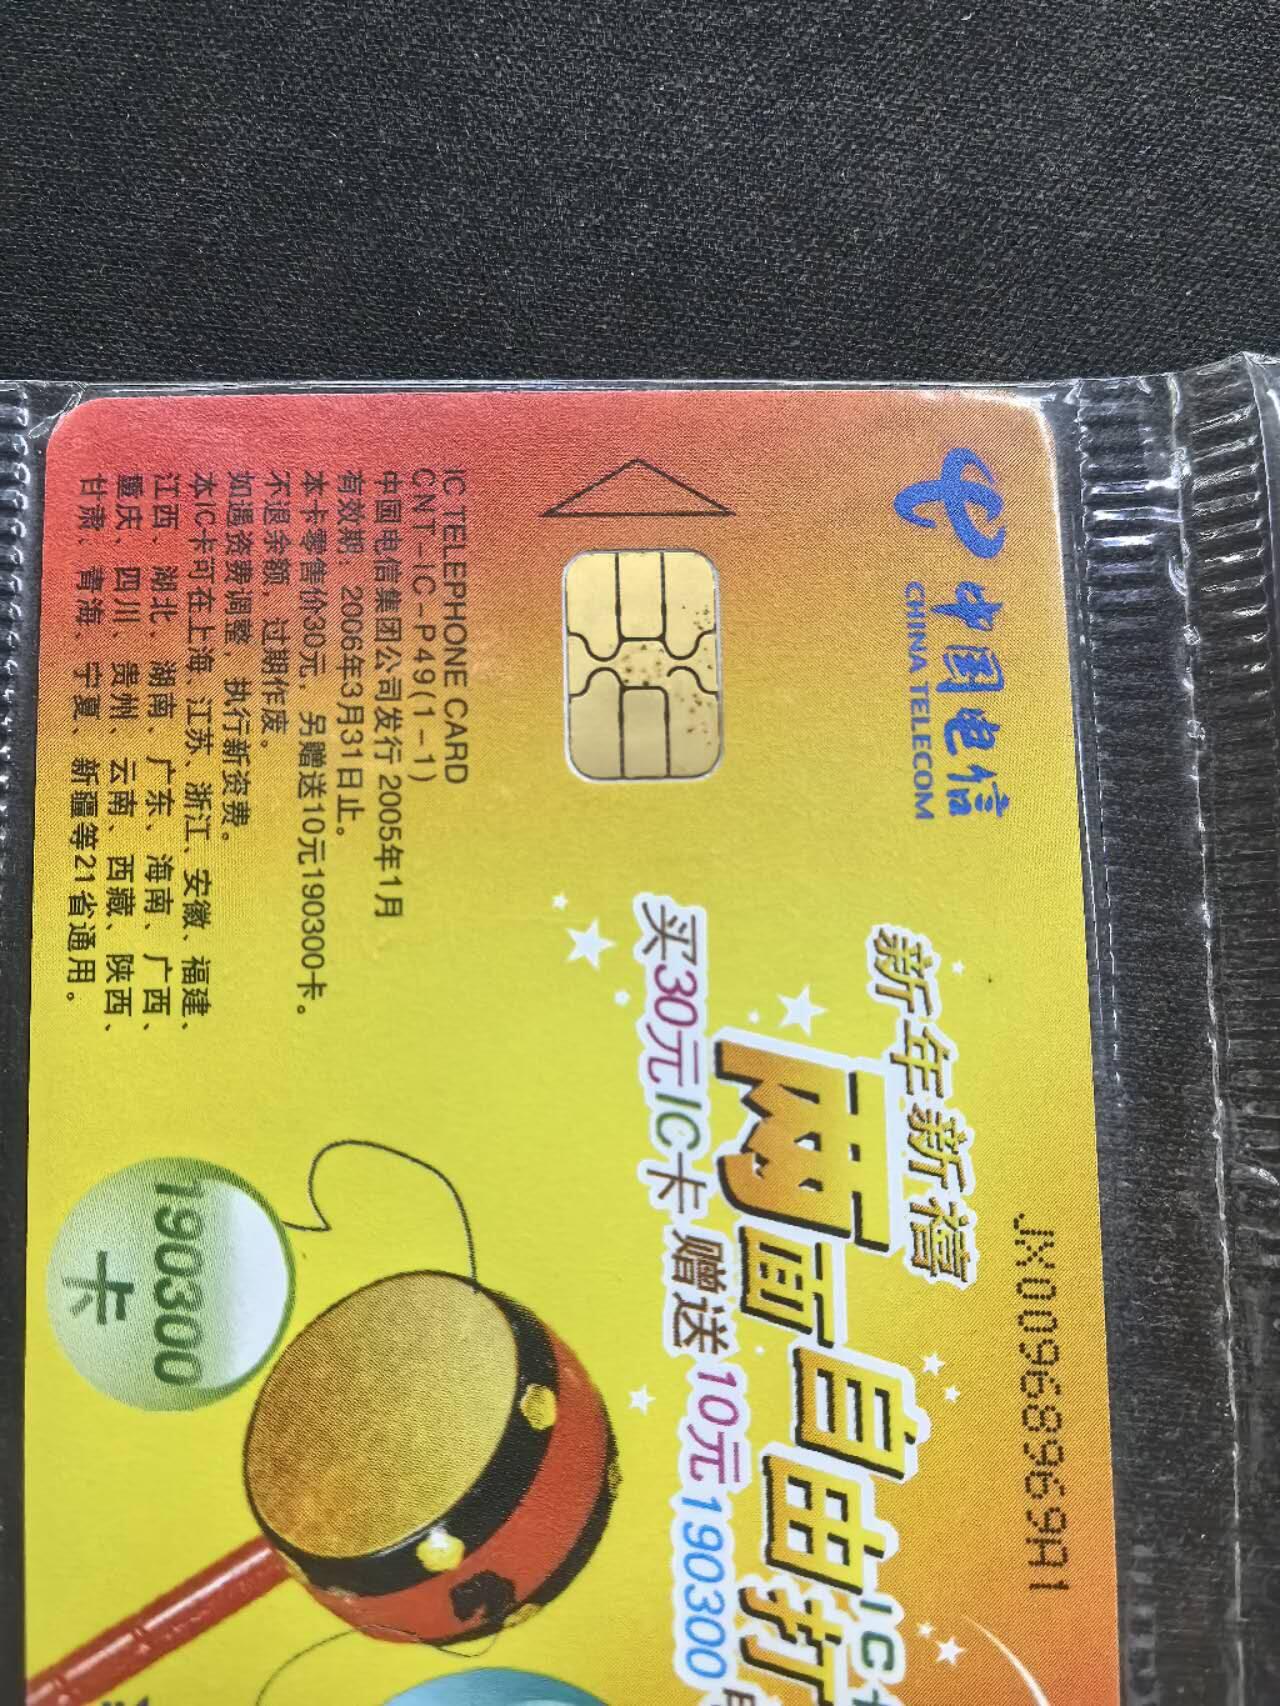 中国电信
CHINA TELECOM
JX009689699A1
新年新禧
两面自由打
IC
买30元IC卡 赠送10元190300
IC TELEPHONE CARD
CNT-IC-P49(1-1)
中国电信集团公司发行 2005年1月
有效期：2006年3月31日止。
本卡零售价30元，另赠送10元190300卡。
不退余额，过期作废。
如遇资费调整，执行新资费。
本IC卡可在上海、江苏、浙江、安徽、福建、
江西、湖北、湖南、广东、海南、广西、
重庆、四川、贵州、云南、西藏、陕西、
甘肃、青海、宁夏、新疆等21省通用。
190300
卡